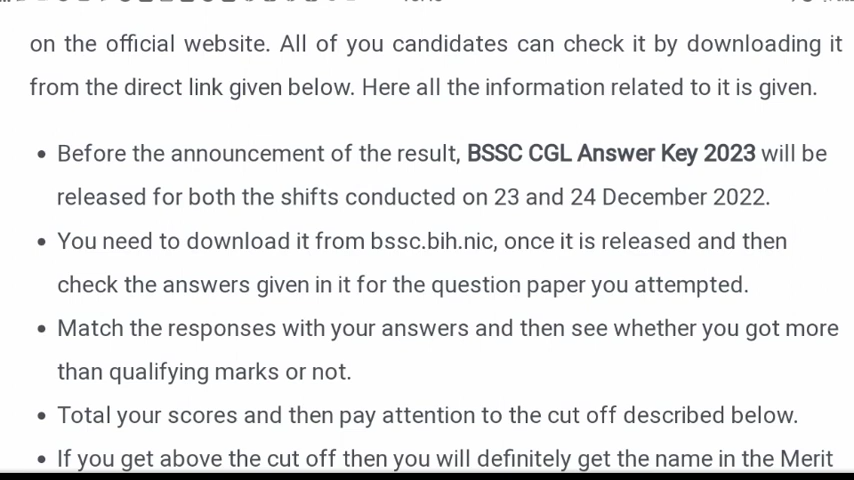 on the official website. All of you candidates can check it by downloading it
from the direct link given below. Here all the information related to it is given.
• Before the announcement of the result, BSSC CGL Answer Key 2023 will be
released for both the shifts conducted on 23 and 24 December 2022.
• You need to download it from bssc.bih.nic, once it is released and then
check the answers given in it for the question paper you attempted.
• Match the responses with your answers and then see whether you got more
than qualifying marks or not.
• Total your scores and then pay attention to the cut off described below.
• If you get above the cut off then you will definitely get the name in the Merit